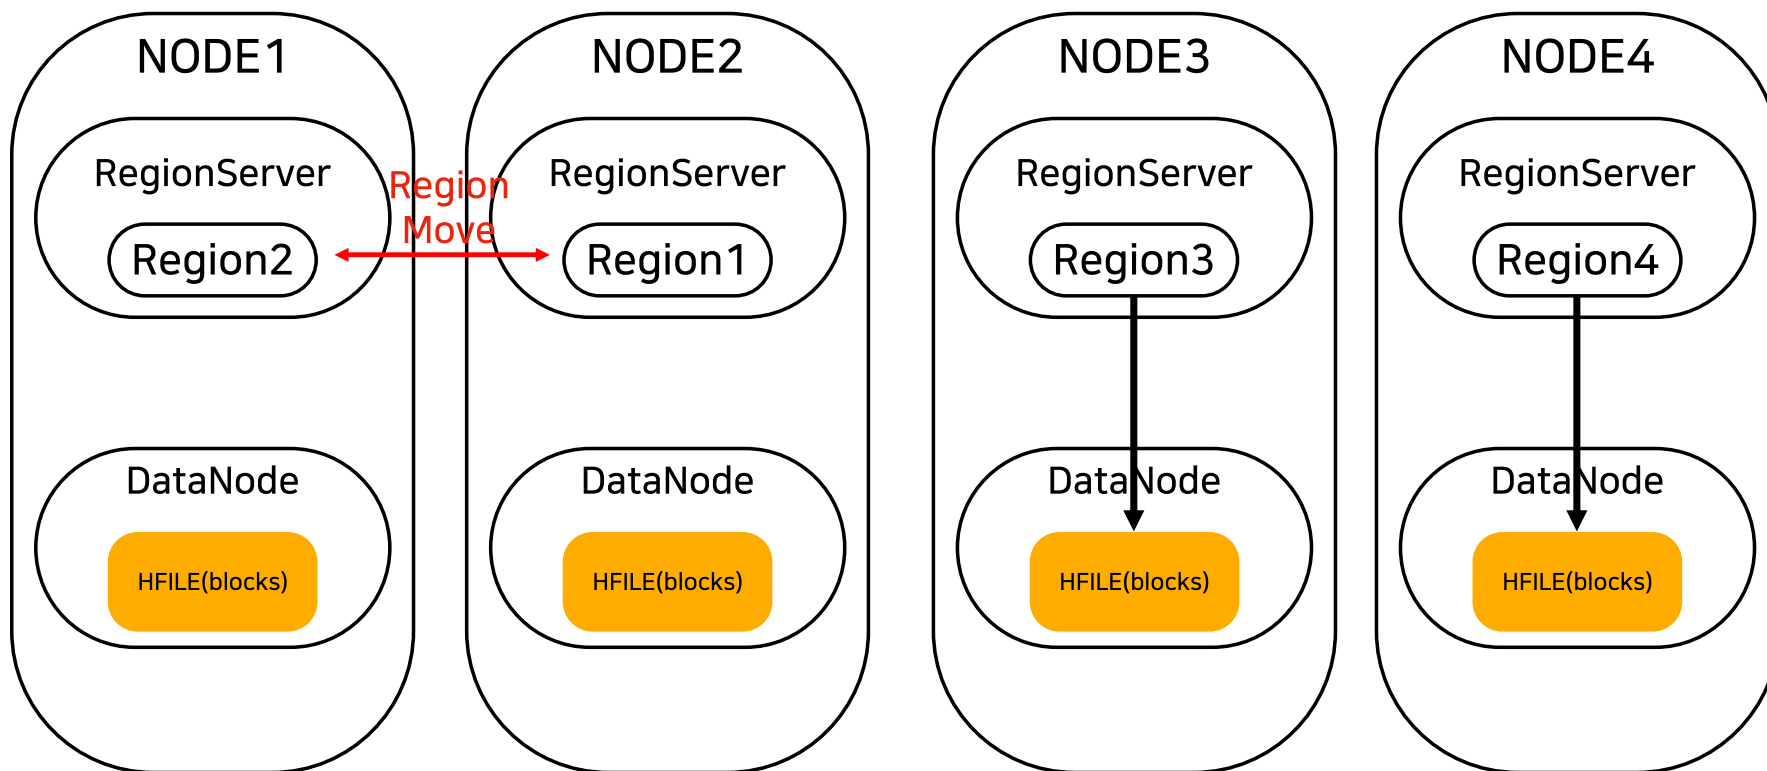 NODE1
RegionServer
Region2
DataNode
HFILE(blocks)
Region
Move
NODE2
RegionServer
Region1
DataNode
HFILE(blocks)
NODE3
RegionServer
Region3
DataNode
HFILE(blocks)
NODE4
RegionServer
Region4
DataNode
HFILE(blocks)